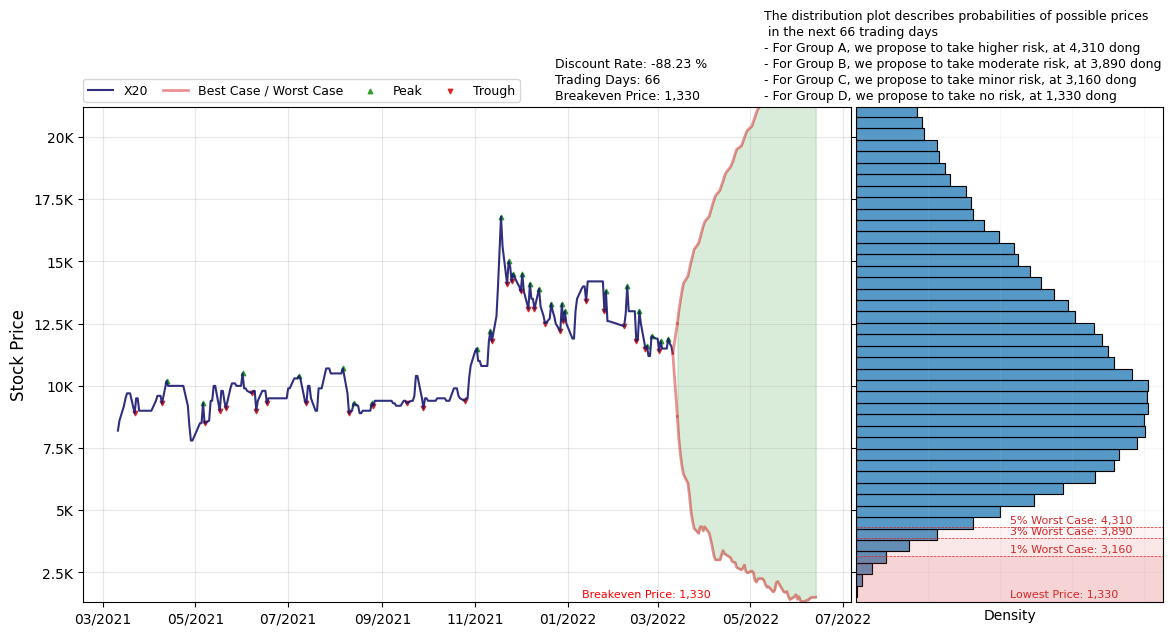 The distribution plot describes probabilities of possible prices
in the next 66 trading days
- For Group A, we propose to take higher risk, at 4,310 dong
- For Group B, we propose to take moderate risk, at 3,890 dong
- For Group C, we propose to take minor risk, at 3,160 dong
- For Group D, we propose to take no risk, at 1,330 dong
Discount Rate: -88.23 %
Trading Days: 66
Breakeven Price: 1,330
X20 Best Case / Worst Case Peak Trough
Stock Price
20K
17.5K
15K
12.5K
10K
7.5K
5K
2.5K
5% Worst Case: 4,310
3% Worst Case: 3,890
1% Worst Case: 3,160
Breakeven Price: 1,330
Lowest Price: 1,330
03/2021 05/2021 07/2021 09/2021 11/2021 01/2022 03/2022 05/2022 07/2022
Density